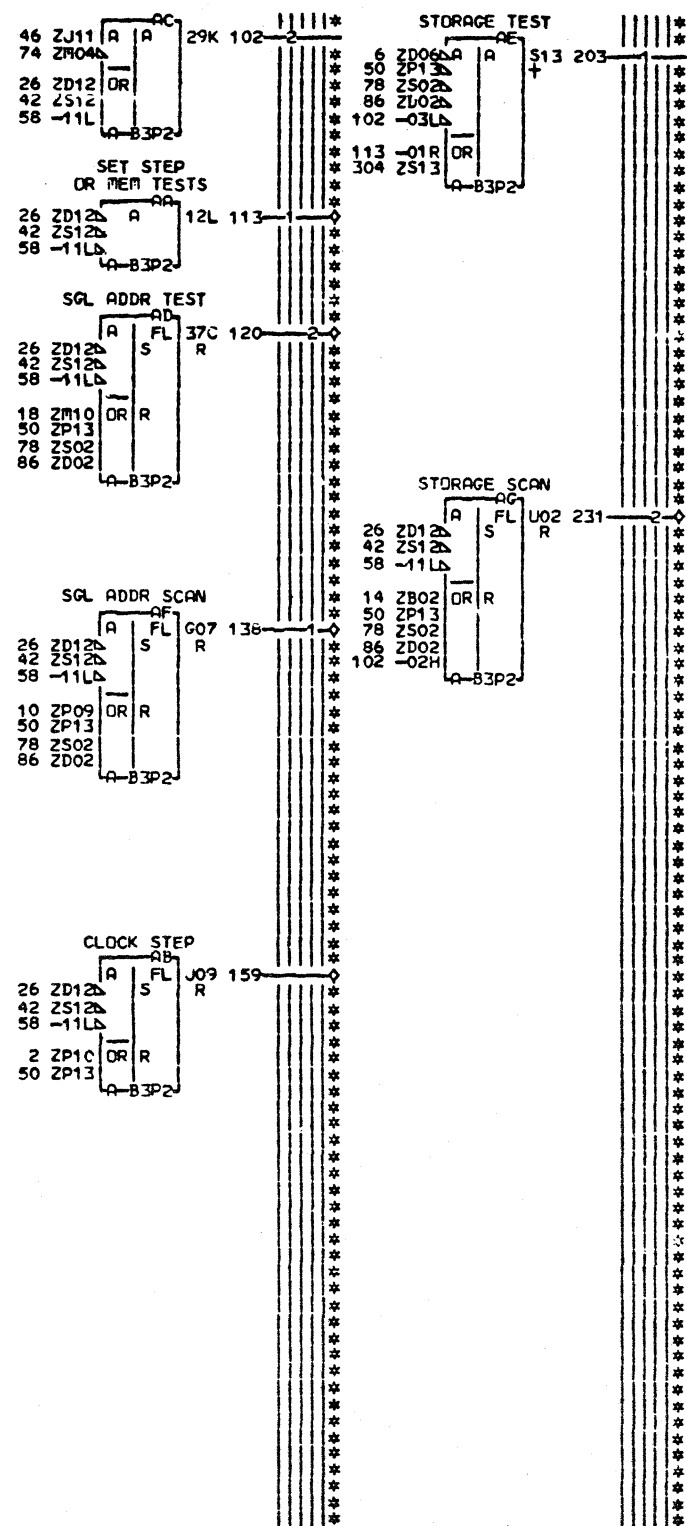 AC
46 ZJ11 A A 29K 102 2
74 ZM04
26 ZD12 OR
42 ZS12
58 -11L
A B3P2
SET STEP
OR MEM TESTS
AA
26 ZD12 A 12L 113 1
42 ZS12
58 -11L
A B3P2
SGL ADDR TEST
AD
A FL 37C 120 2
26 ZD12 S R
42 ZS12
58 -11L
18 ZM10 OR R
50 ZP13
78 ZS02
86 ZD02
A B3P2
SGL ADDR SCAN
AF
A FL G07 138 1
26 ZD12 S R
42 ZS12
58 -11L
10 ZP09 OR R
50 ZP13
78 ZS02
86 ZD02
A B3P2
CLOCK STEP
AB
A FL J09 159
26 ZD12 S R
42 ZS12
58 -11L
2 ZP10 OR R
50 ZP13
A B3P2
STORAGE TEST
AE
6 ZD06 A A S13 203 1
50 ZP13 +
78 ZS02
86 ZD02
102 -03L
113 -01R OR
304 ZS13
A B3P2
STORAGE SCAN
AG
A FL U02 231 2
26 ZD12 S R
42 ZS12
58 -11L
14 ZB02 OR R
50 ZP13
78 ZS02
86 ZD02
102 -02H
A B3P2